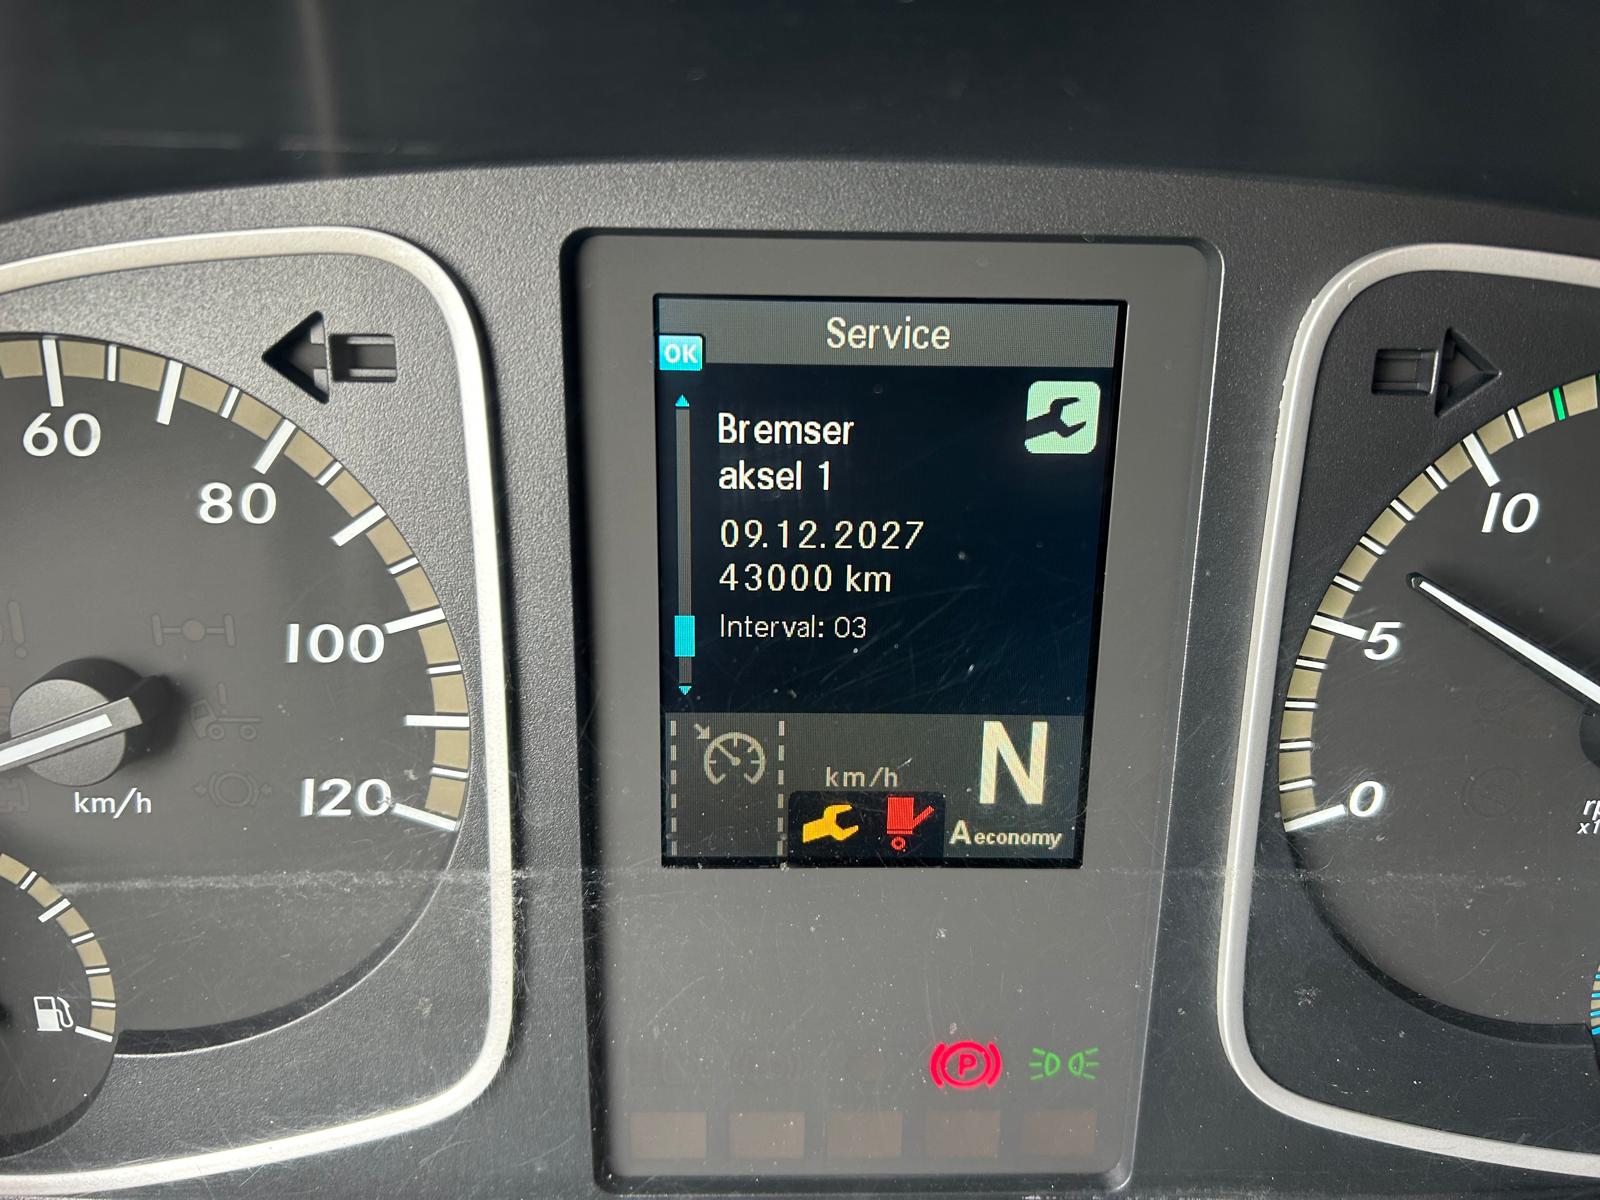 Service
OK
Bremser
aksel 1
09.12.2027
43000 km
Interval: 03
km/h
N
A economy
60
80
100
120
km/h
10
5
0
P